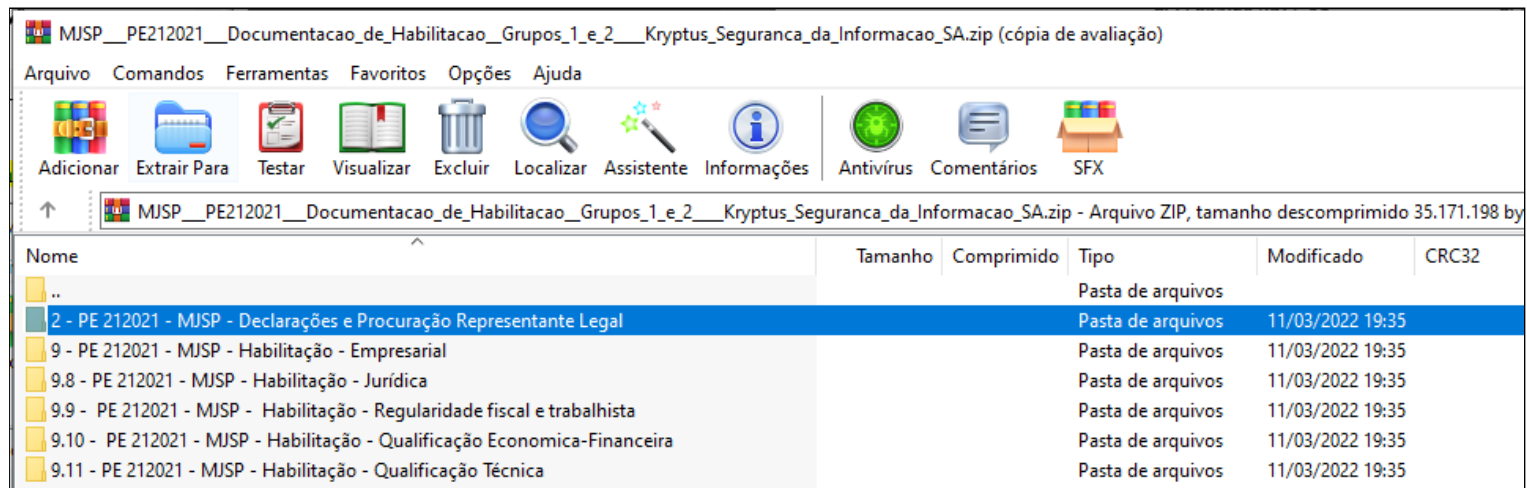 MJSP__PE212021__Documentacao_de_Habilitacao__Grupos_1_e_2___Kryptus_Seguranca_da_Informacao_SA.zip (cópia de avaliação)
Arquivo Comandos Ferramentas Favoritos Opções Ajuda
Adicionar Extrair Para Testar Visualizar Excluir Localizar Assistente Informações Antivírus Comentários SFX
MJSP___PE212021___Documentacao_de_Habilitacao__Grupos_1_e_2___Kryptus_Seguranca_da_Informacao_SA.zip - Arquivo ZIP, tamanho descomprimido 35.171.198 by
Nome Tamanho Comprimido Tipo Modificado CRC32
.. Pasta de arquivos
2 - PE 212021 - MJSP - Declarações e Procuração Representante Legal Pasta de arquivos 11/03/2022 19:35
9 - PE 212021 - MJSP - Habilitação - Empresarial Pasta de arquivos 11/03/2022 19:35
9.8 - PE 212021 - MJSP - Habilitação - Jurídica Pasta de arquivos 11/03/2022 19:35
9.9 -  PE 212021 - MJSP -  Habilitação - Regularidade fiscal e trabalhista Pasta de arquivos 11/03/2022 19:35
9.10 -  PE 212021 - MJSP - Habilitação - Qualificação Economica-Financeira Pasta de arquivos 11/03/2022 19:35
9.11 - PE 212021 - MJSP - Habilitação - Qualificação Técnica Pasta de arquivos 11/03/2022 19:35